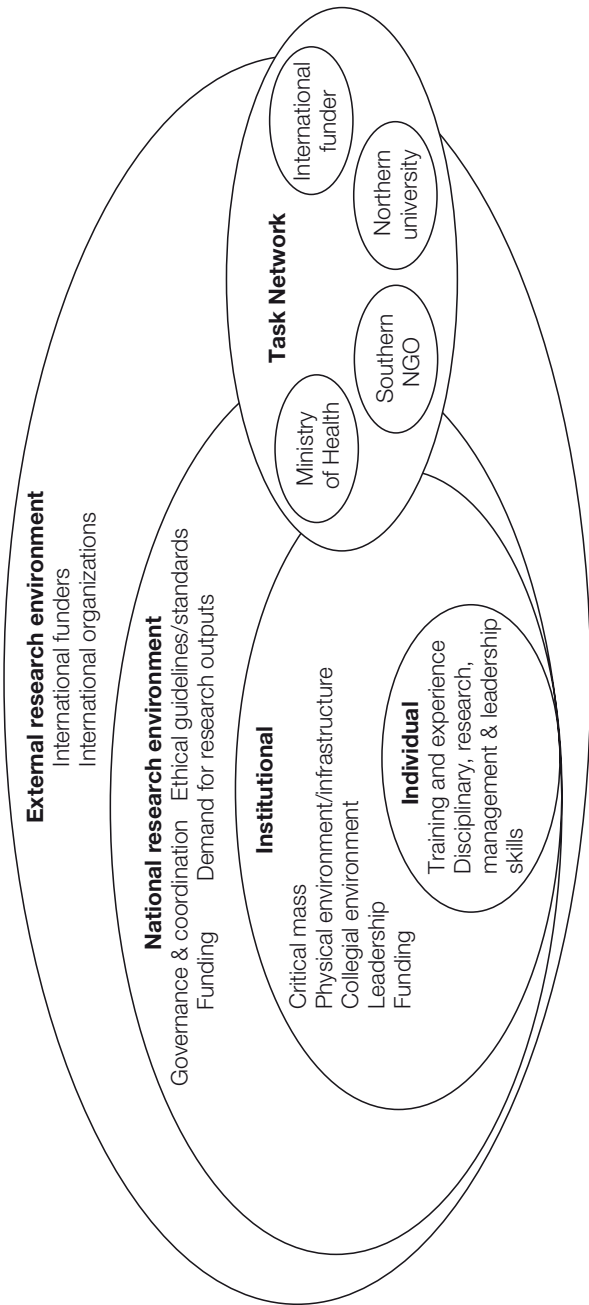 External research environment
International funders
International organizations
National research environment
Governance & coordination Ethical guidelines/standards
Funding Demand for research outputs
Institutional
Critical mass
Physical environment/infrastructure
Collegial environment
Leadership
Funding
Individual
Training and experience
Disciplinary, research,
management & leadership
skills
Task Network
Ministry
of Health
Southern
NGO
Northern
university
International
funder